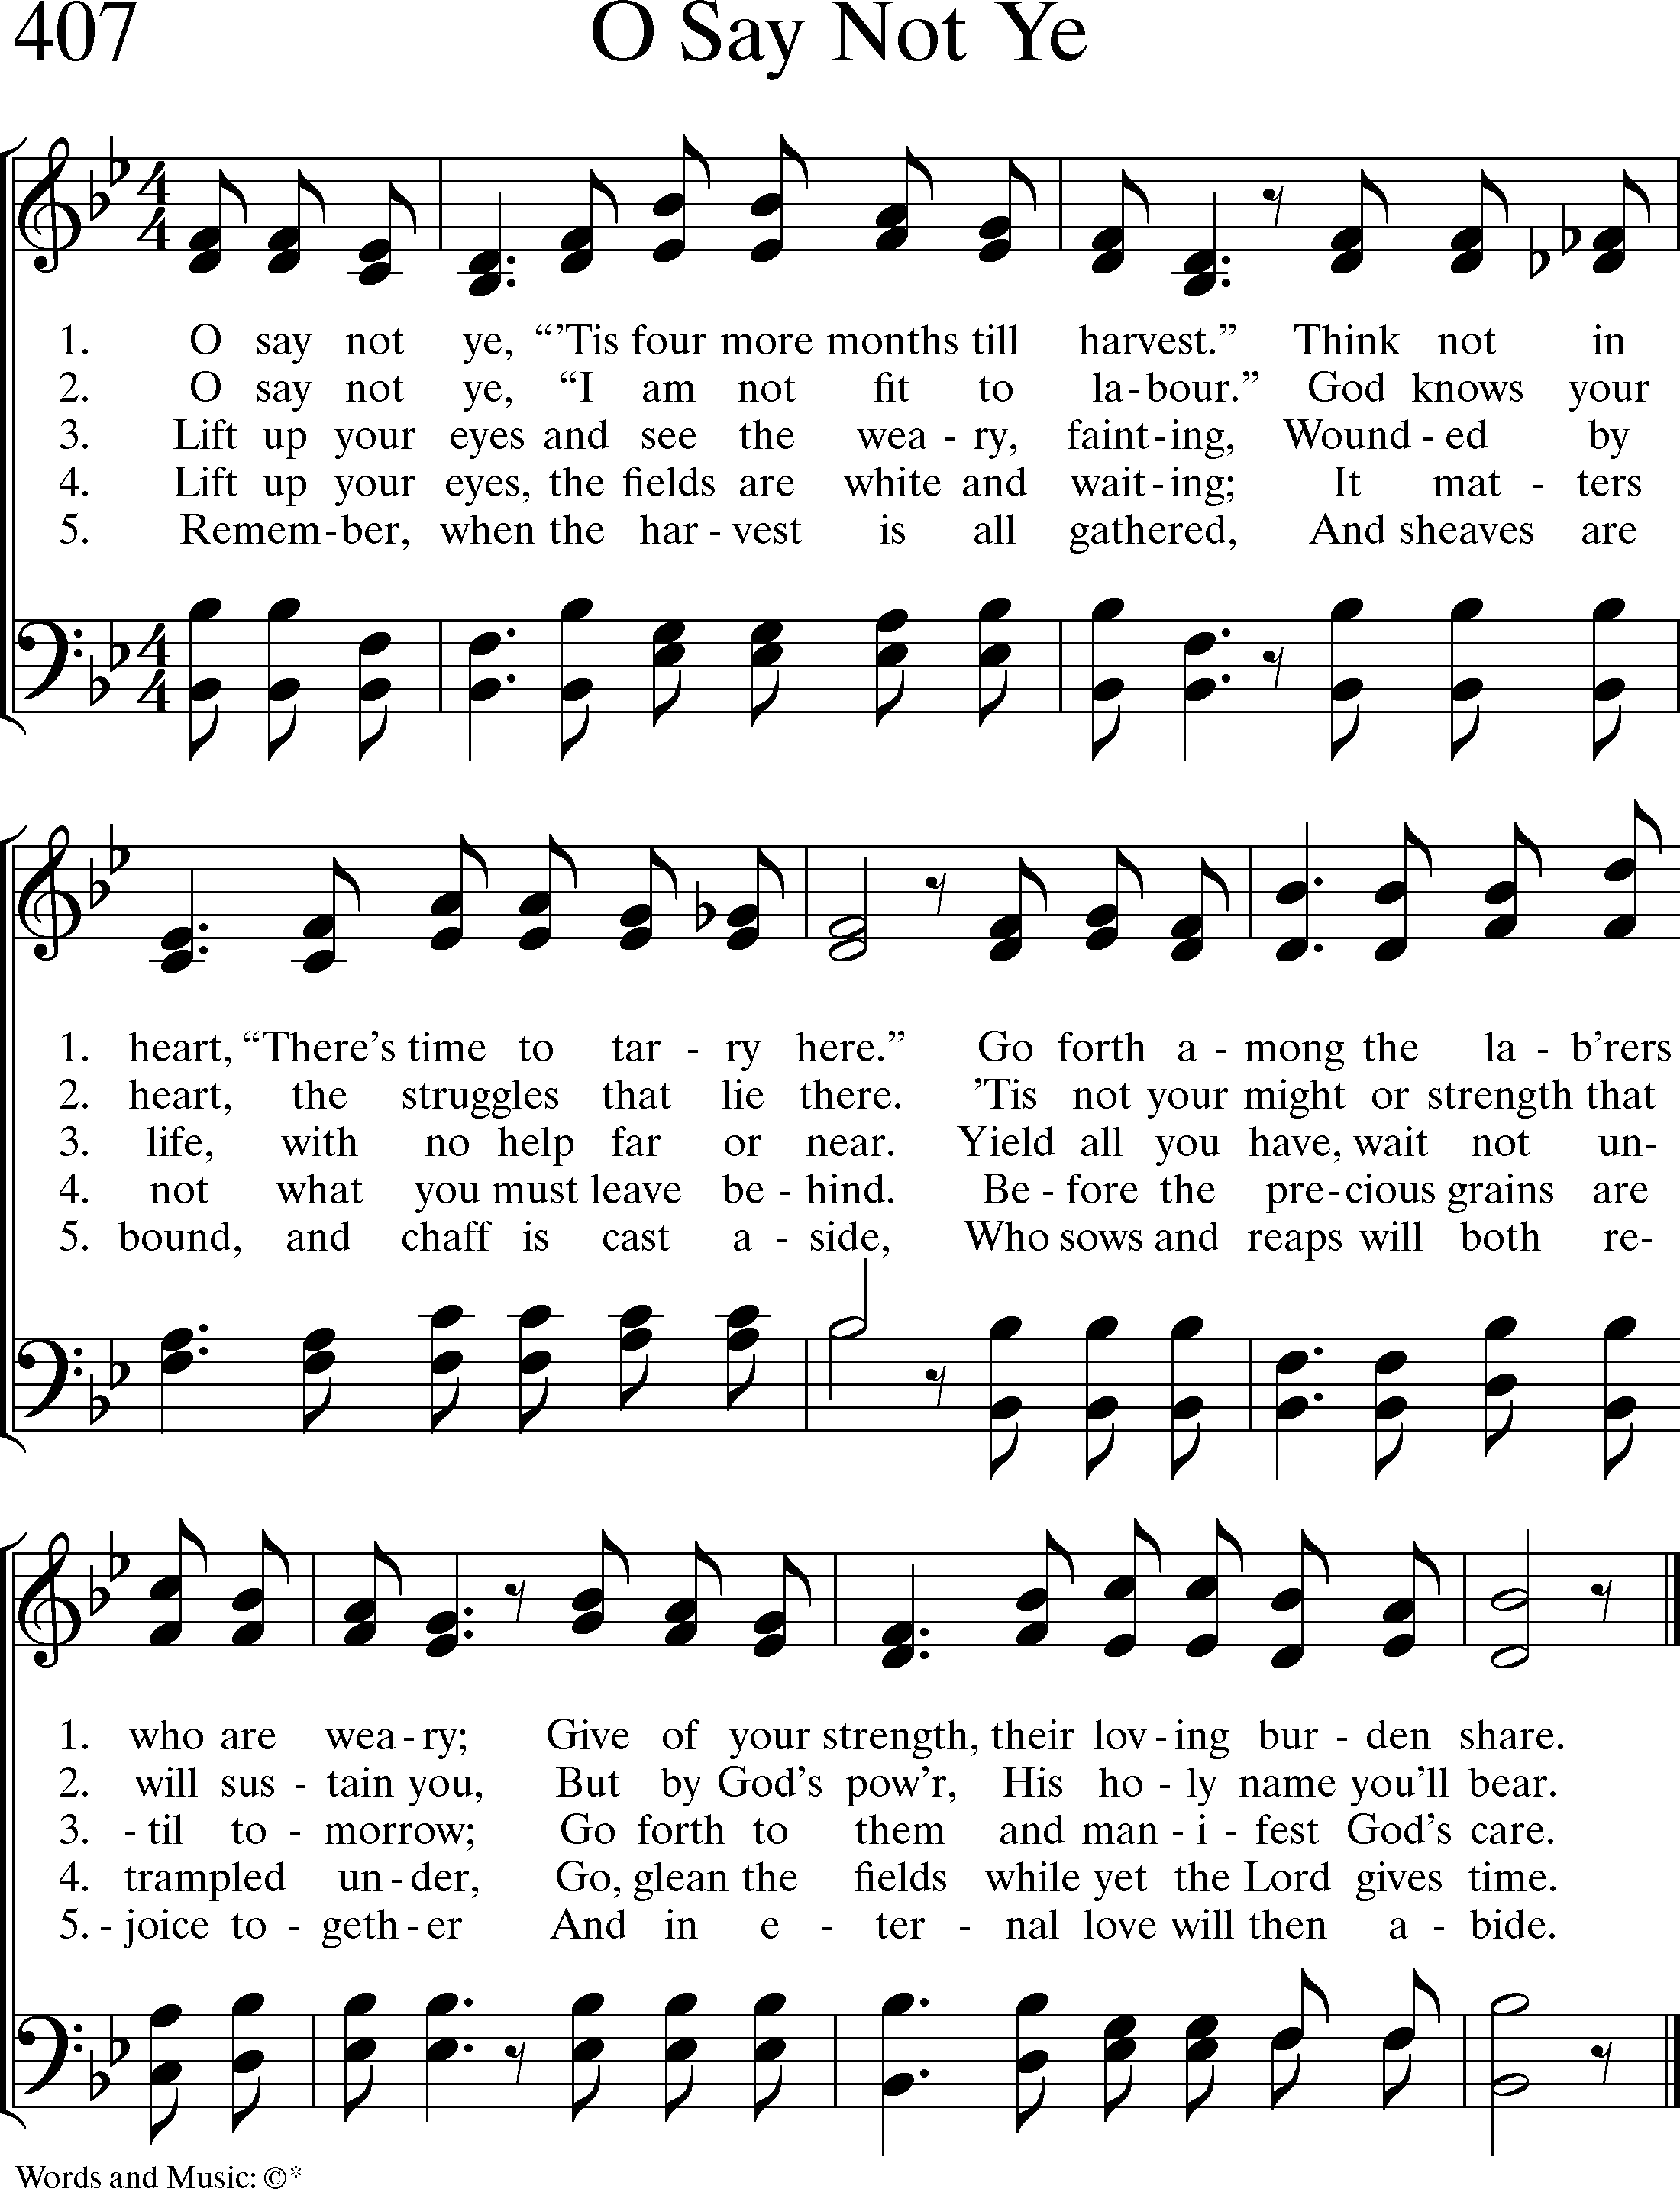 407 O Say Not Ye
1. O say not ye, “’Tis four more months till harvest.” Think not in
2. O say not ye, “I am not fit to la-bour.” God knows your
3. Lift up your eyes and see the wea-ry, faint-ing, Wound-ed by
4. Lift up your eyes, the fields are white and wait-ing; It mat-ters
5. Remem-ber, when the har-vest is all gathered, And sheaves are
1. heart, “There’s time to tar-ry here.” Go forth a-mong the la-b’rers
2. heart, the struggles that lie there. ’Tis not your might or strength that
3. life, with no help far or near. Yield all you have, wait not un-
4. not what you must leave be-hind. Be-fore the pre-cious grains are
5. bound, and chaff is cast a-side, Who sows and reaps will both re-
1. who are wea-ry; Give of your strength, their lov-ing bur-den share.
2. will sus-tain you, But by God’s pow’r, His ho-ly name you’ll bear.
3. -til to-morrow; Go forth to them and man-i-fest God’s care.
4. trampled un-der, Go, glean the fields while yet the Lord gives time.
5. -joice to-geth-er And in e-ter-nal love will then a-bide.
Words and Music: ©*